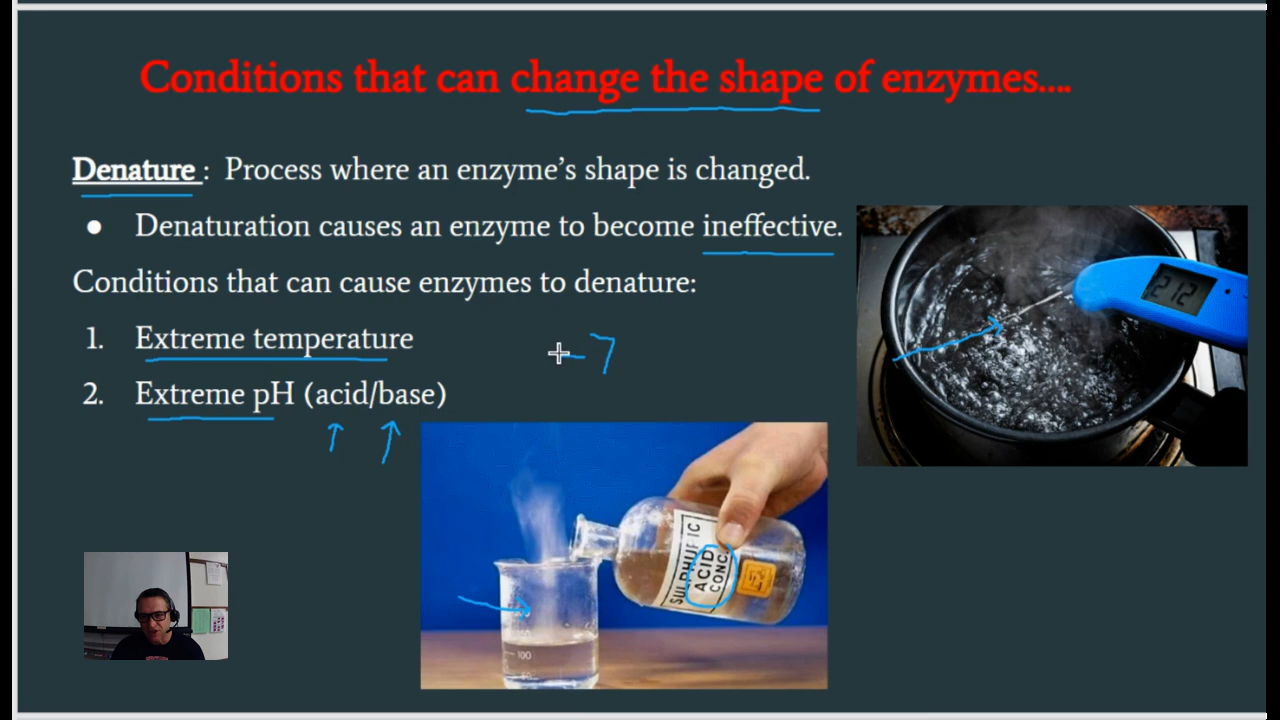 Conditions that can change the shape of enzymes....
Denature : Process where an enzyme’s shape is changed.
● Denaturation causes an enzyme to become ineffective.
Conditions that can cause enzymes to denature:
1. Extreme temperature
2. Extreme pH (acid/base)
7
212
SULPHURIC
ACID
CONC.
100
50